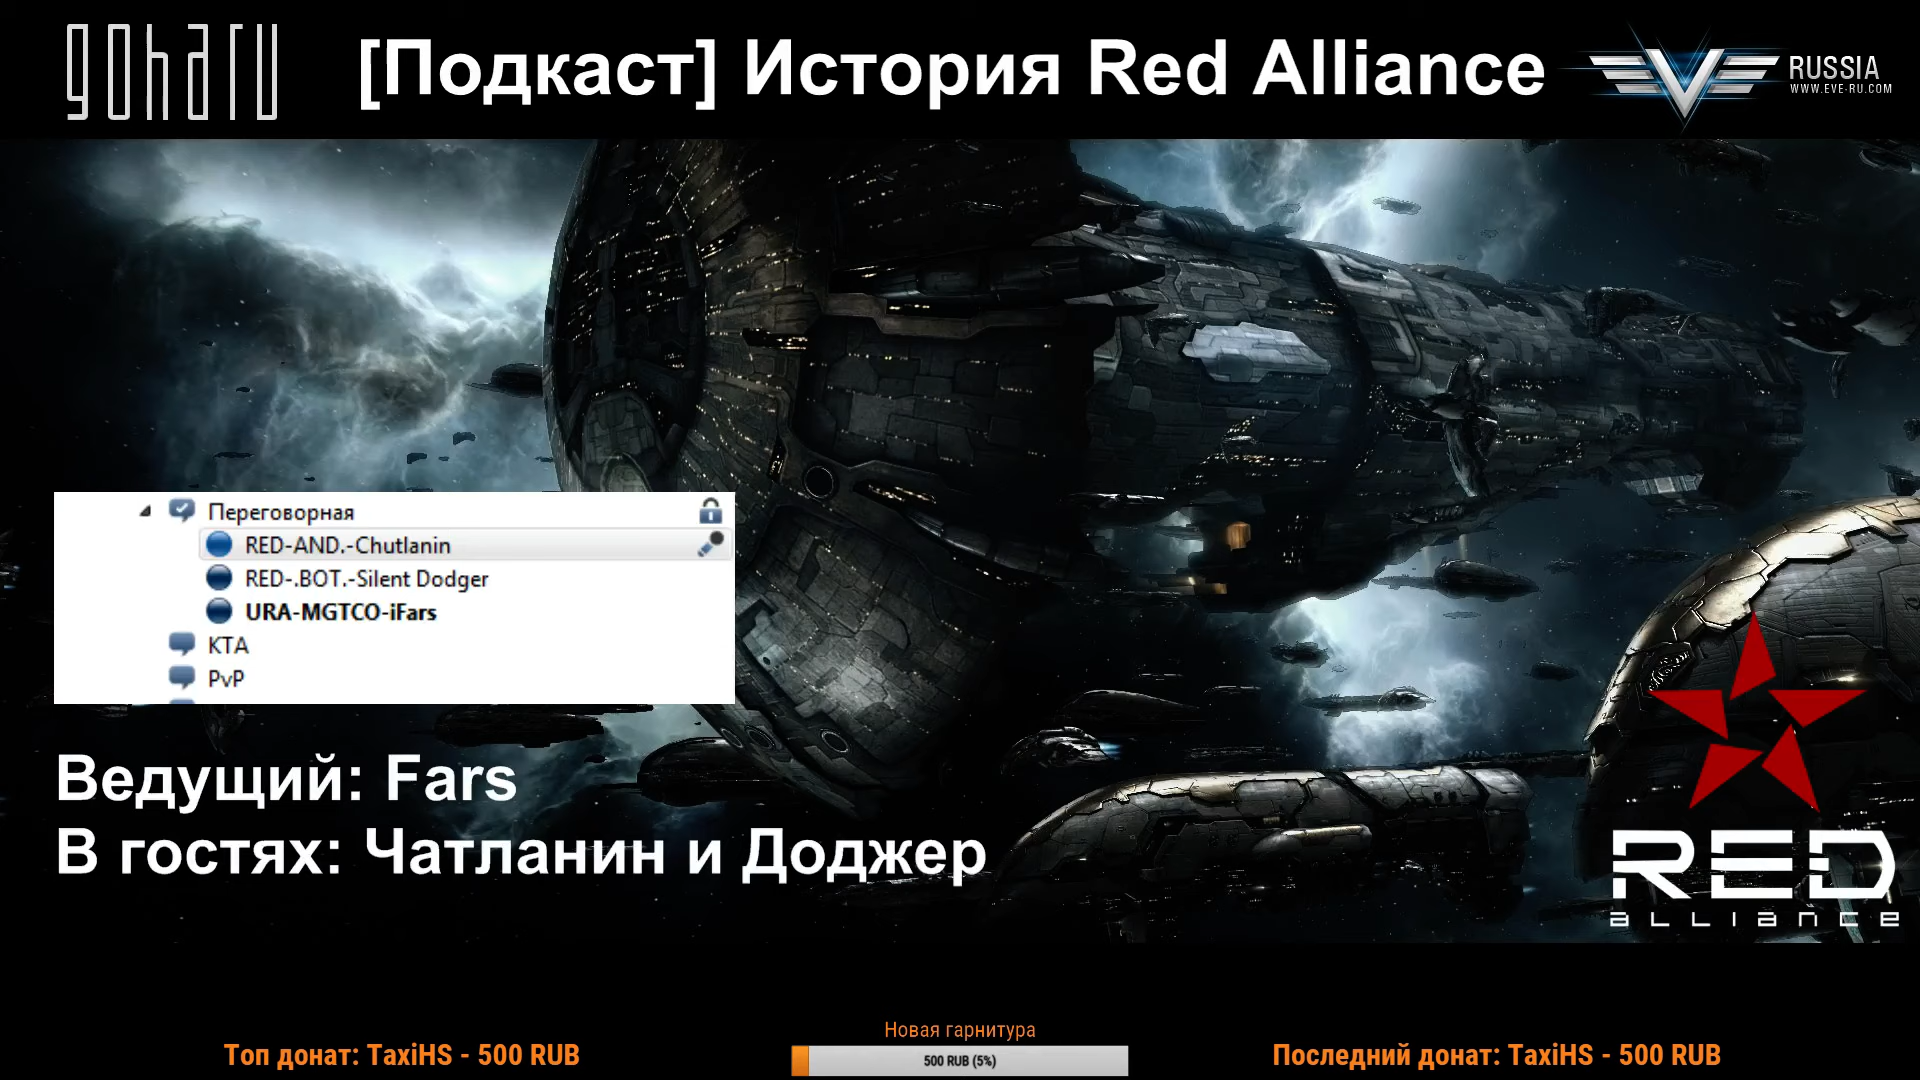 goharu
[Подкаст] История Red Alliance
EVE
RUSSIA
WWW.EVE-RU.COM
Переговорная
RED-AND.-Chutlanin
RED-.BOT.-Silent Dodger
URA-MGTCO-iFars
КТА
PvP
Ведущий: Fars
В гостях: Чатланин и Доджер
RED
alliance
Новая гарнитура
Топ донат: TaxiHS - 500 RUB
500 RUB (5%)
Последний донат: TaxiHS - 500 RUB